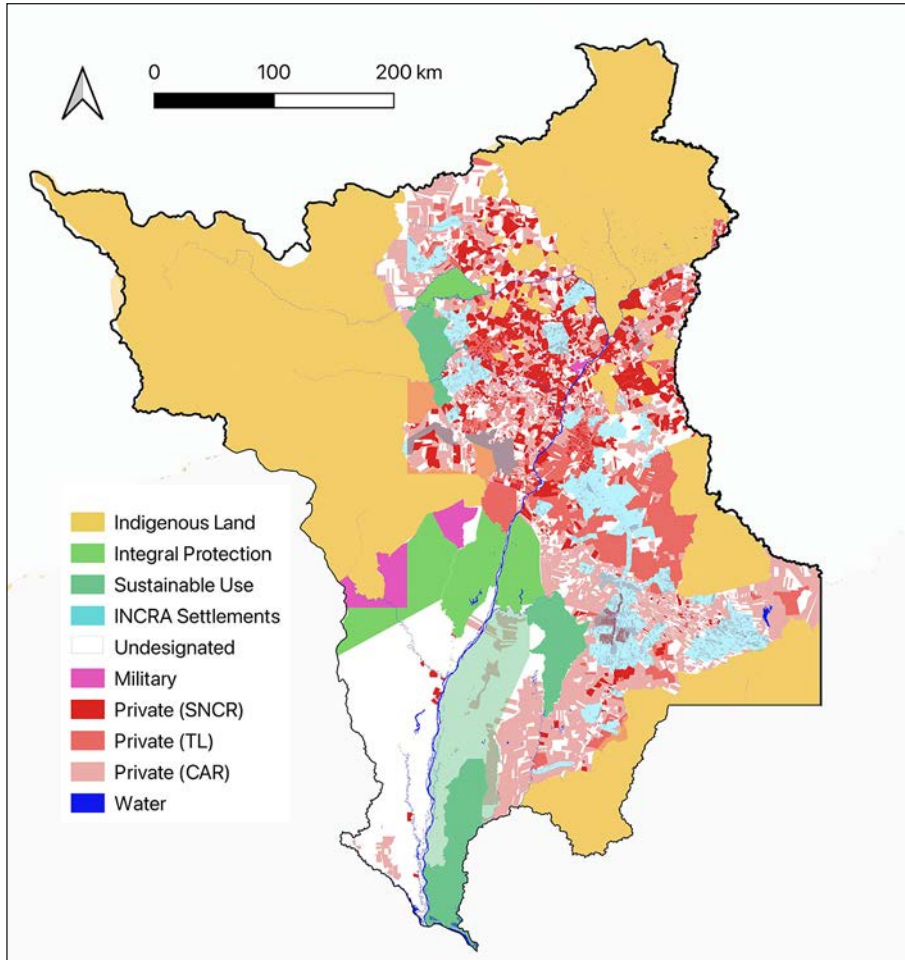 0 100 200 km
Indigenous Land
Integral Protection
Sustainable Use
INCRA Settlements
Undesignated
Military
Private (SNCR)
Private (TL)
Private (CAR)
Water